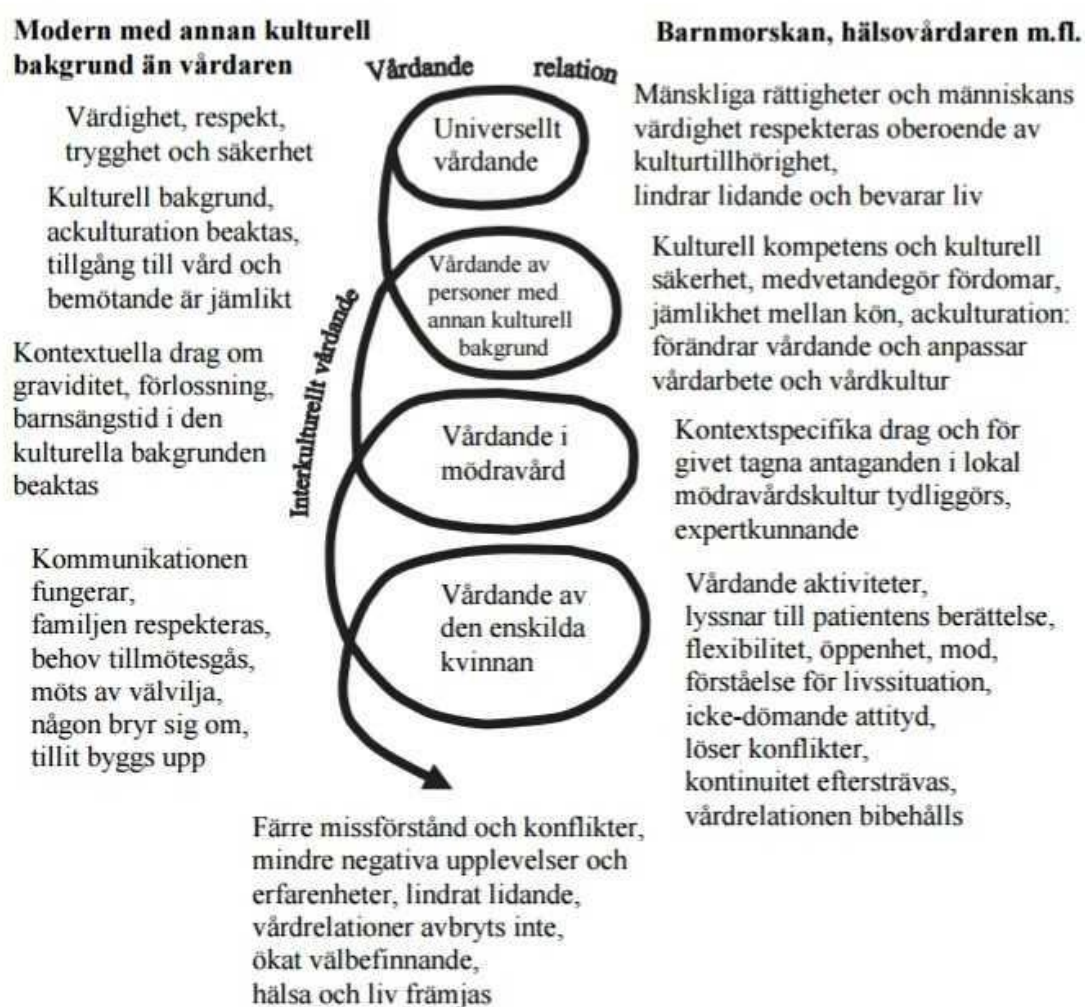 Modern med annan kulturell
bakgrund än vårdaren
Barnmorskan, hälsovårdaren m.fl.
Vårdande relation
Värdighet, respekt,
trygghet och säkerhet
Universellt
vårdande
Mänskliga rättigheter och människans
värdighet respekteras oberoende av
kulturtillhörighet,
lindrar lidande och bevarar liv
Kulturell bakgrund,
ackulturation beaktas,
tillgång till vård och
bemötande är jämlikt
Vårdande av
personer med
annan kulturell
bakgrund
Kulturell kompetens och kulturell
säkerhet, medvetandegör fördomar,
jämlikhet mellan kön, ackulturation:
förändrar vårdande och anpassar
vårdarbete och vårdkultur
Interkulturellt vårdande
Kontextuella drag om
graviditet, förlossning,
barnsängstid i den
kulturella bakgrunden
beaktas
Vårdande i
mödravård
Kontextspecifika drag och för
givet tagna antaganden i lokal
mödravårdskultur tydliggörs,
expertkunnande
Kommunikationen
fungerar,
familjen respekteras,
behov tillmötesgås,
möts av välvilja,
någon bryr sig om,
tillit byggs upp
Vårdande av
den enskilda
kvinnan
Vårdande aktiviteter,
lyssnar till patientens berättelse,
flexibilitet, öppenhet, mod,
förståelse för livssituation,
icke-dömande attityd,
löser konflikter,
kontinuitet eftersträvas,
vårdrelationen bibehålls
Färre missförstånd och konflikter,
mindre negativa upplevelser och
erfarenheter, lindrat lidande,
vårdrelationer avbryts inte,
ökat välbefinnande,
hälsa och liv främjas